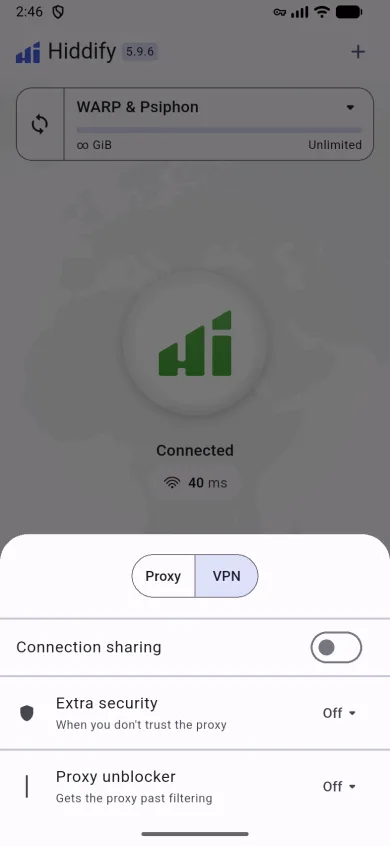 2:46
Hiddify 5.9.6
WARP & Psiphon
∞ GiB Unlimited
Connected
40 ms
Proxy VPN
Connection sharing
Extra security
When you don't trust the proxy
Off
Proxy unblocker
Gets the proxy past filtering
Off